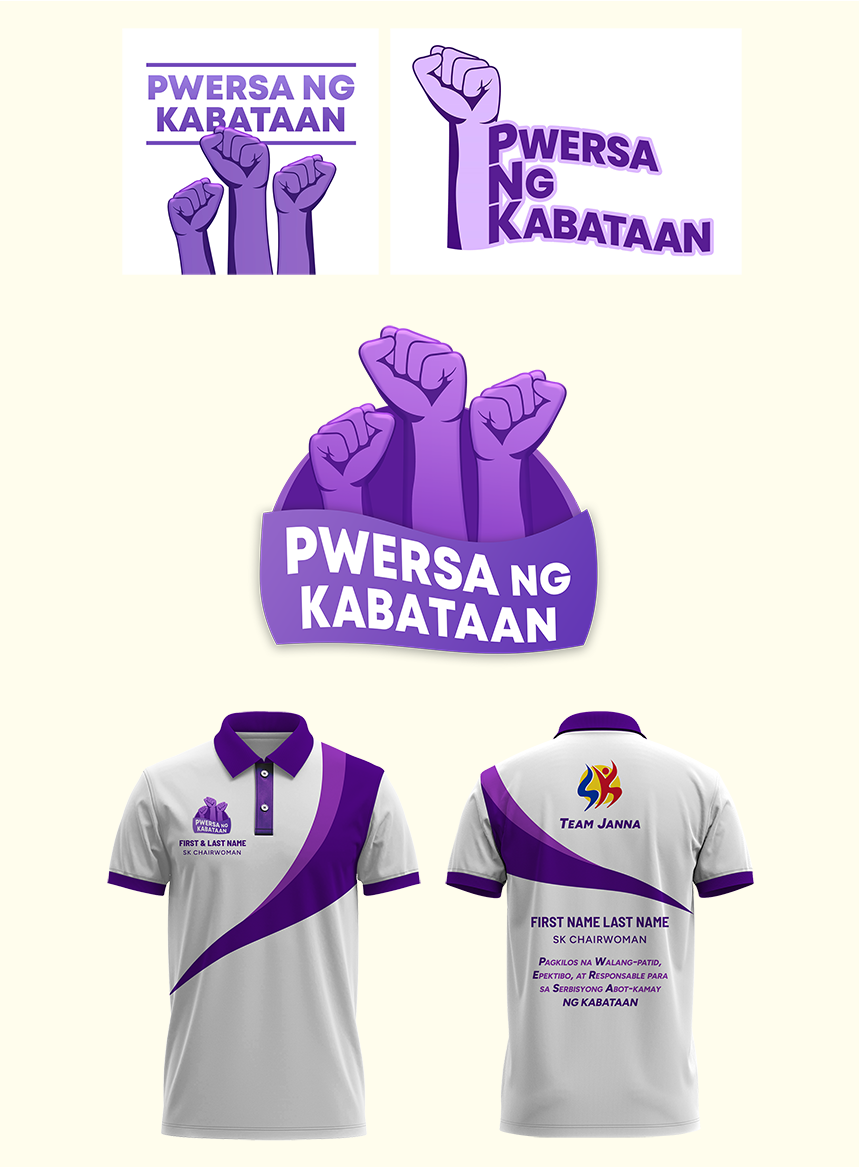 PWERSA NG
KABATAAN
PWERSA
NG
KABATAAN
PWERSA NG
KABATAAN
PWERSA NG
KABATAAN
FIRST & LAST NAME
SK CHAIRWOMAN
SK
TEAM JANNA
FIRST NAME LAST NAME
SK CHAIRWOMAN
PAGKILOS NA WALANG-PATID,
EPEKTIBO, AT RESPONSABLE PARA
SA SERBISYONG ABOT-KAMAY
NG KABATAAN